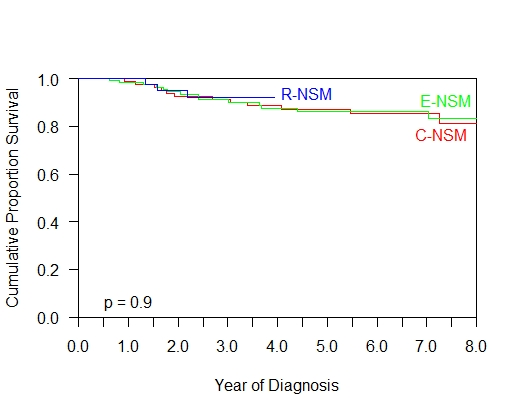 Cumulative Proportion Survival
1.0
0.8
0.6
0.4
0.2
0.0
R-NSM
E-NSM
C-NSM
p = 0.9
0.0 1.0 2.0 3.0 4.0 5.0 6.0 7.0 8.0
Year of Diagnosis